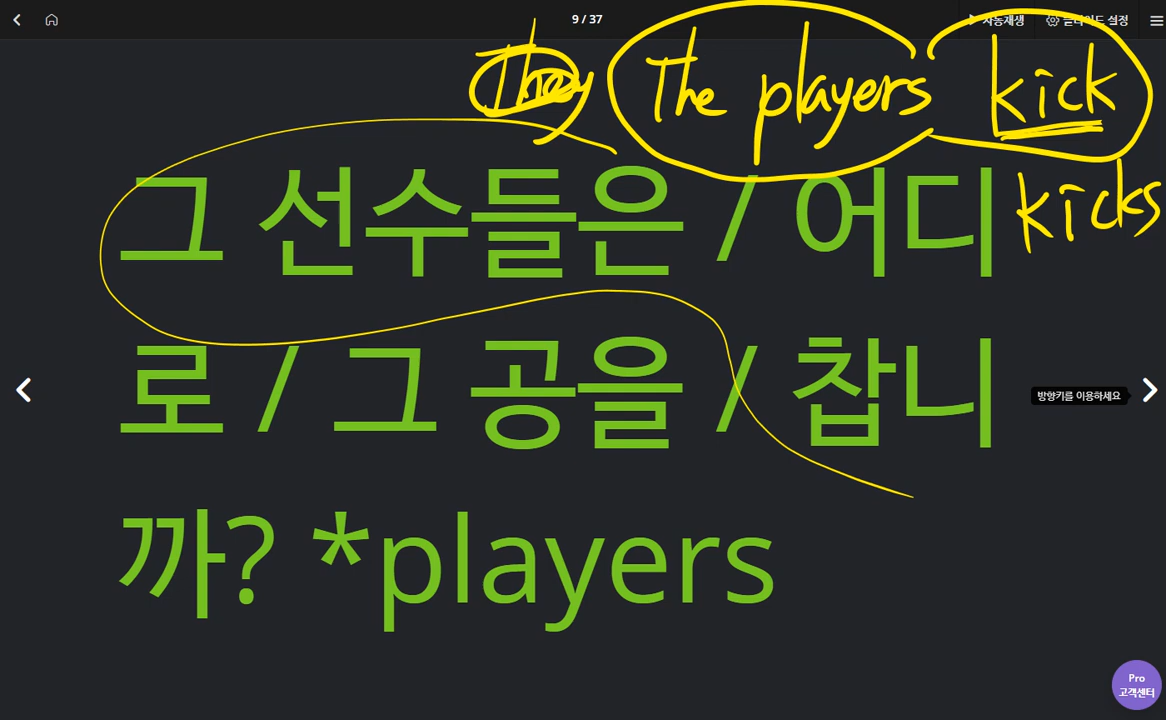 9 / 37
자동재생
슬라이드 설정
They The players kick
kicks
그 선수들은 / 어디
로 / 그 공을 / 찹니
까? *players
방향키를 이용하세요
Pro
고객센터